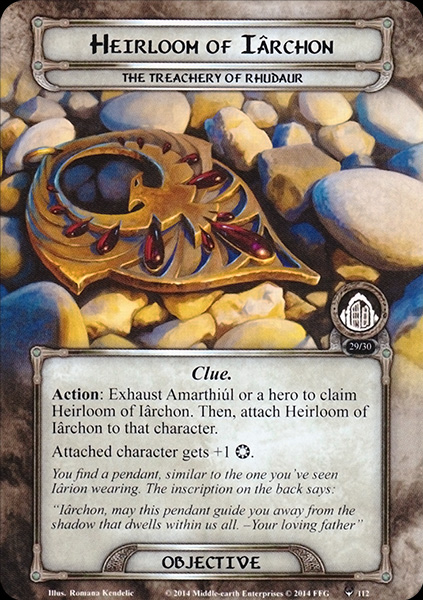 Heirloom of Iârchon
The Treachery of Rhudaur
29/30
Clue.
Action: Exhaust Amarthiúl or a hero to claim
Heirloom of Iârchon. Then, attach Heirloom of
Iârchon to that character.
Attached character gets +1 .
You find a pendant, similar to the one you've seen
Iârion wearing. The inscription on the back says:
"Iârchon, may this pendant guide you away from the
shadow that dwells within us all. –Your loving father"
Objective
Illus. Romana Kendelic © 2014 Middle-earth Enterprises © 2014 FFG 112